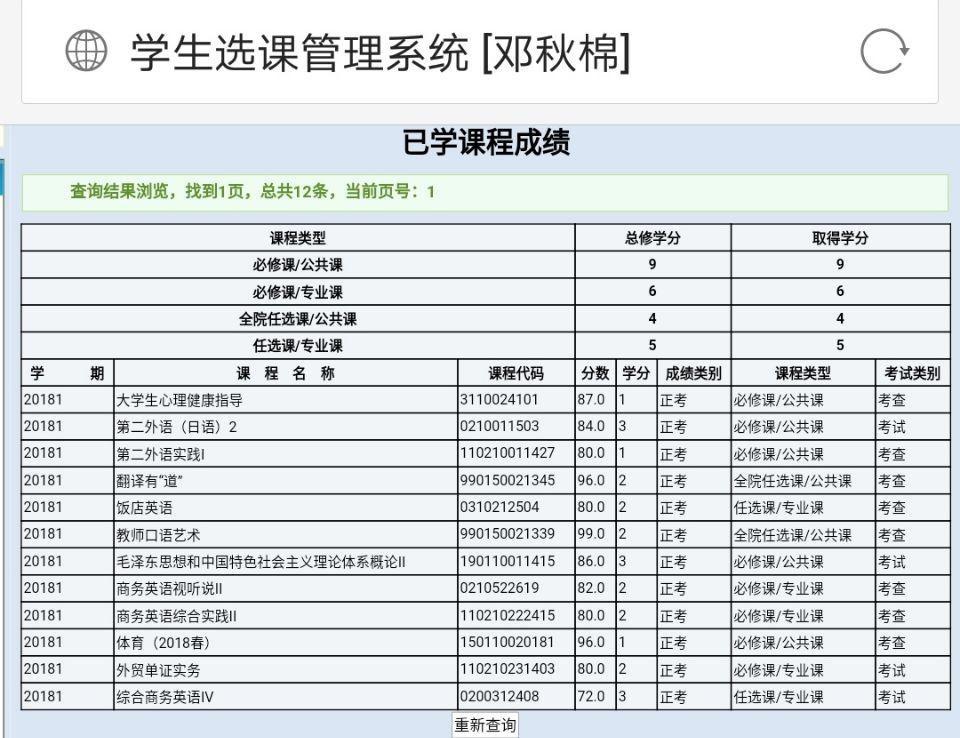 学生选课管理系统 [邓秋棉]
已学课程成绩
查询结果浏览，找到1页，总共12条，当前页号：1
课程类型 总修学分 取得学分
必修课/公共课 9 9
必修课/专业课 6 6
全院任选课/公共课 4 4
任选课/专业课 5 5
学 期 课 程 名 称 课程代码 分数 学分 成绩类别 课程类型 考试类别
20181 大学生心理健康指导 3110024101 87.0 1 正考 必修课/公共课 考查
20181 第二外语（日语）2 0210011503 84.0 3 正考 必修课/公共课 考试
20181 第二外语实践I 110210011427 80.0 1 正考 必修课/公共课 考查
20181 翻译有“道” 990150021345 96.0 2 正考 全院任选课/公共课 考查
20181 饭店英语 0310212504 80.0 2 正考 任选课/专业课 考查
20181 教师口语艺术 990150021339 99.0 2 正考 全院任选课/公共课 考查
20181 毛泽东思想和中国特色社会主义理论体系概论II 190110011415 86.0 3 正考 必修课/公共课 考试
20181 商务英语视听说II 0210522619 82.0 2 正考 必修课/专业课 考查
20181 商务英语综合实践II 110210222415 80.0 2 正考 必修课/专业课 考查
20181 体育（2018春） 150110020181 96.0 1 正考 必修课/公共课 考查
20181 外贸单证实务 110210231403 80.0 2 正考 必修课/专业课 考试
20181 综合商务英语IV 0200312408 72.0 3 正考 任选课/专业课 考试
重新查询